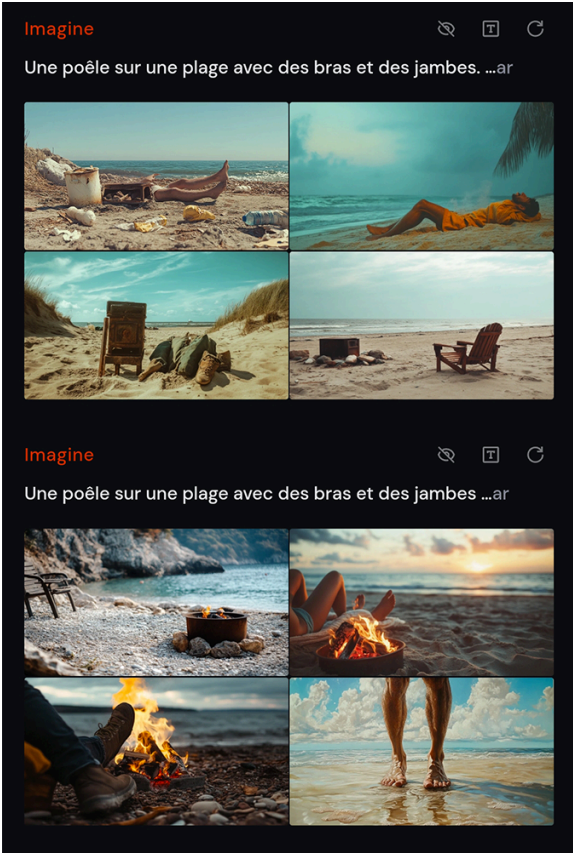 Imagine
Une poêle sur une plage avec des bras et des jambes. ...ar
Imagine
Une poêle sur une plage avec des bras et des jambes ...ar